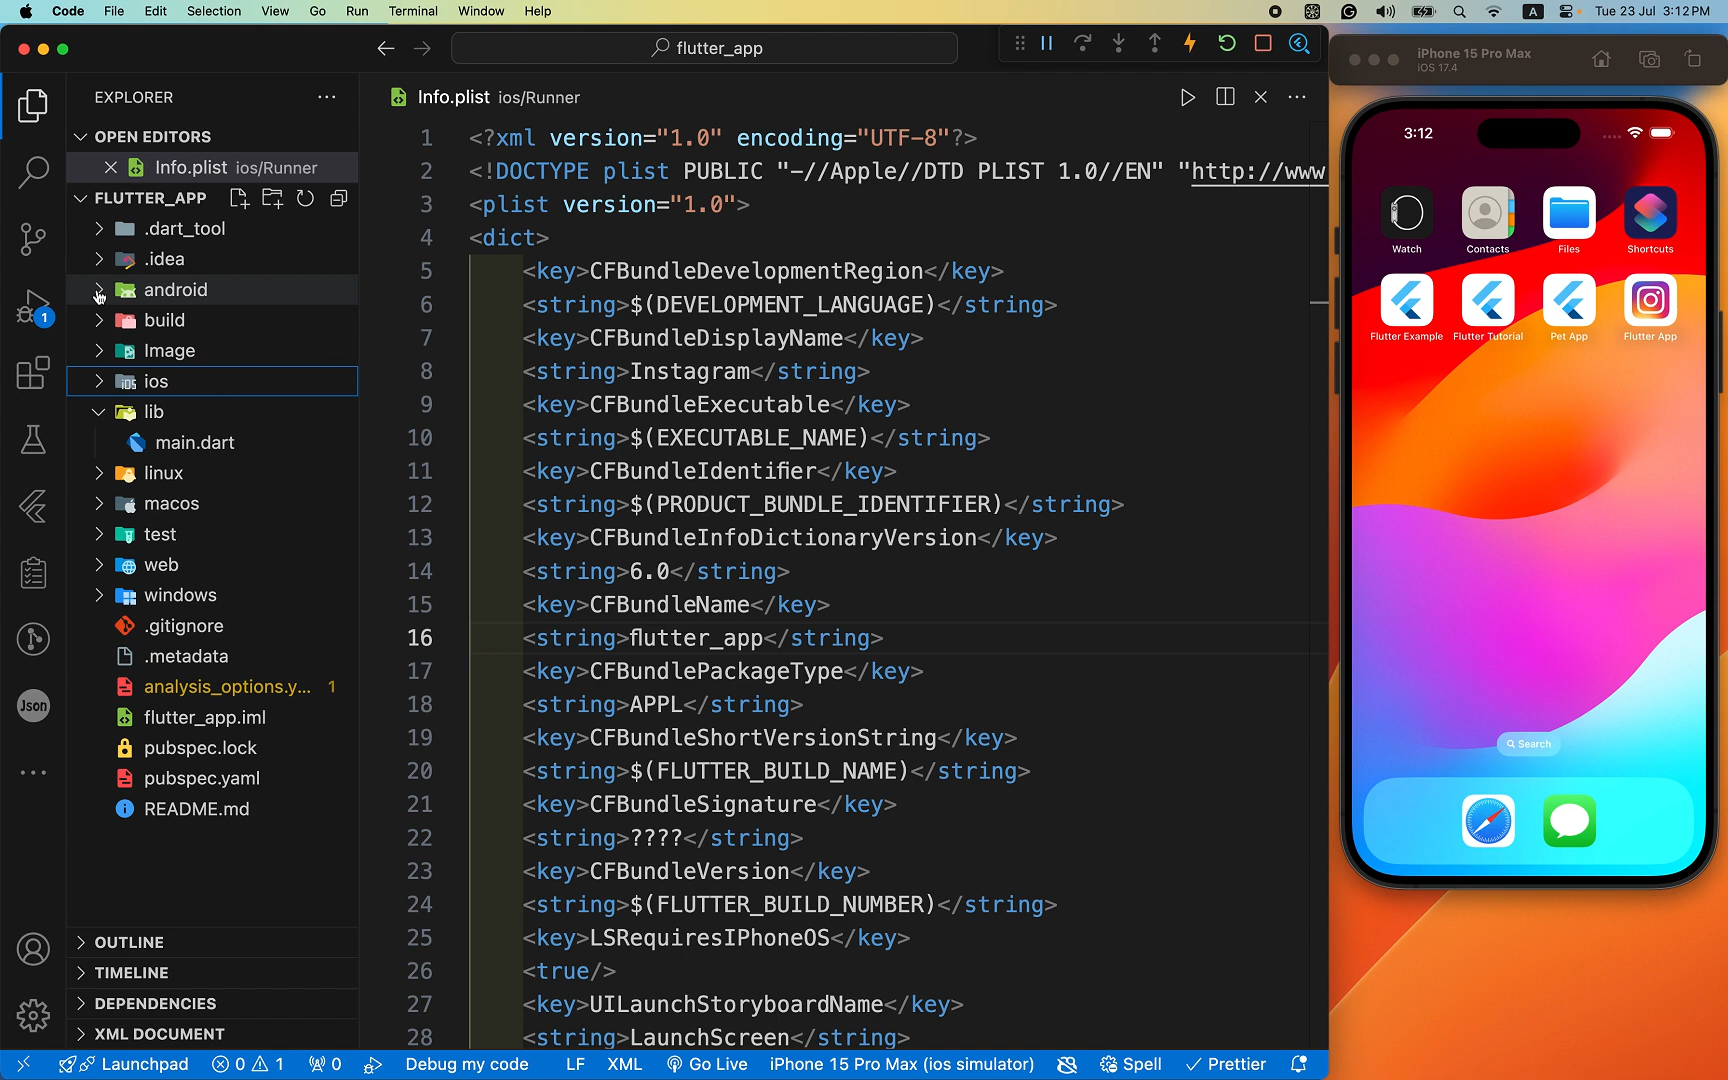 Code File Edit Selection View Go Run Terminal Window Help
A Tue 23 Jul 3:12 PM
flutter_app
EXPLORER
OPEN EDITORS
Info.plist ios/Runner
FLUTTER_APP
.dart_tool
.idea
android
build
Image
ios
lib
main.dart
linux
macos
test
web
windows
.gitignore
.metadata
analysis_options.y... 1
flutter_app.iml
pubspec.lock
pubspec.yaml
README.md
OUTLINE
TIMELINE
DEPENDENCIES
XML DOCUMENT
1
Json
Info.plist ios/Runner
1 <?xml version="1.0" encoding="UTF-8"?>
2 <!DOCTYPE plist PUBLIC "-//Apple//DTD PLIST 1.0//EN" "http://www
3 <plist version="1.0">
4 <dict>
5 <key>CFBundleDevelopmentRegion</key>
6 <string>$(DEVELOPMENT_LANGUAGE)</string>
7 <key>CFBundleDisplayName</key>
8 <string>Instagram</string>
9 <key>CFBundleExecutable</key>
10 <string>$(EXECUTABLE_NAME)</string>
11 <key>CFBundleIdentifier</key>
12 <string>$(PRODUCT_BUNDLE_IDENTIFIER)</string>
13 <key>CFBundleInfoDictionaryVersion</key>
14 <string>6.0</string>
15 <key>CFBundleName</key>
16 <string>flutter_app</string>
17 <key>CFBundlePackageType</key>
18 <string>APPL</string>
19 <key>CFBundleShortVersionString</key>
20 <string>$(FLUTTER_BUILD_NAME)</string>
21 <key>CFBundleSignature</key>
22 <string>????</string>
23 <key>CFBundleVersion</key>
24 <string>$(FLUTTER_BUILD_NUMBER)</string>
25 <key>LSRequiresIPhoneOS</key>
26 <true/>
27 <key>UILaunchStoryboardName</key>
28 <string>LaunchScreen</string>
Launchpad 0 1 0 Debug my code LF XML Go Live iPhone 15 Pro Max (ios simulator) Spell Prettier
iPhone 15 Pro Max
iOS 17.4
3:12
Watch Contacts Files Shortcuts
Flutter Example Flutter Tutorial Pet App Flutter App
Search